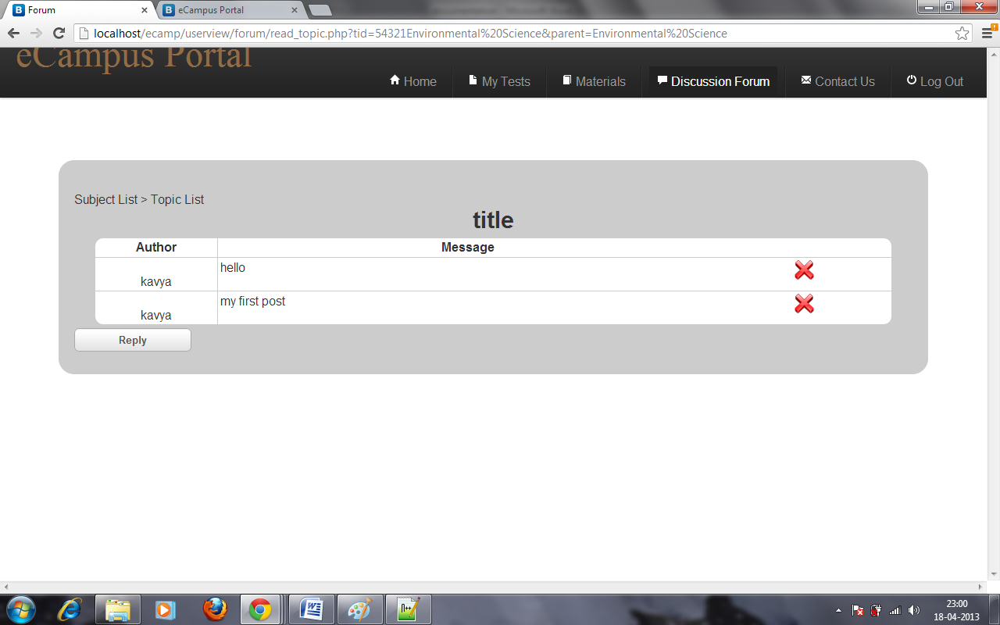 Forum
eCampus Portal
localhost/ecamp/userview/forum/read_topic.php?tid=54321Environmental%20Science&parent=Environmental%20Science
eCampus Portal
Home My Tests Materials Discussion Forum Contact Us Log Out
Subject List > Topic List
title
Author Message
hello
kavya
my first post
kavya
Reply
23:00
18-04-2013